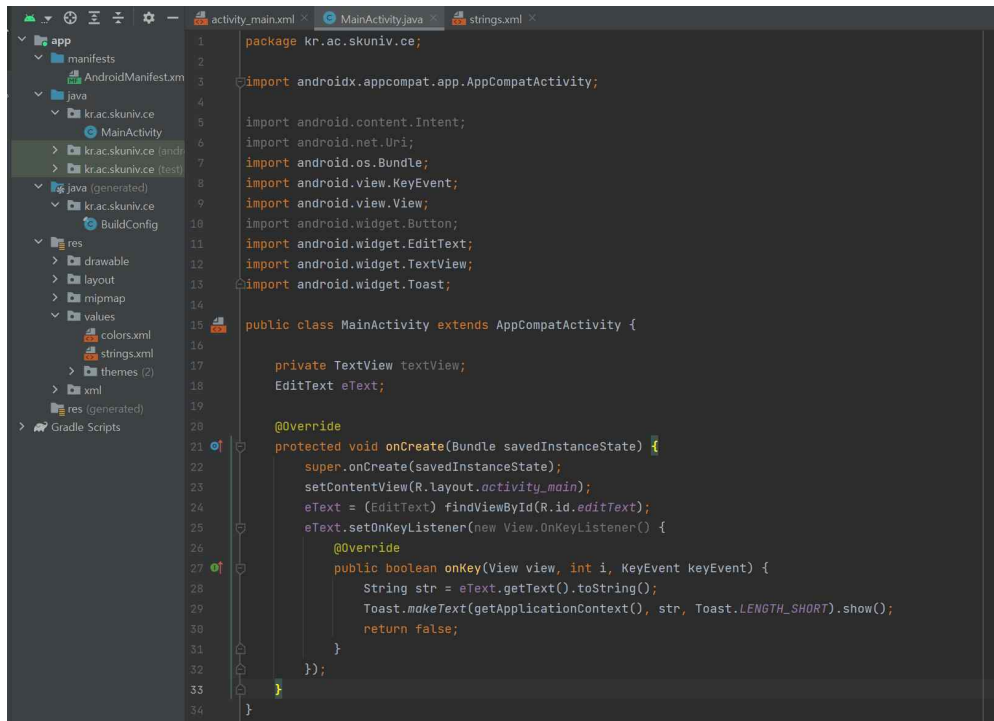 activity_main.xml × MainActivity.java × strings.xml ×
app
manifests
AndroidManifest.xm
java
kr.ac.skuniv.ce
MainActivity
kr.ac.skuniv.ce (andr
kr.ac.skuniv.ce (test)
java (generated)
kr.ac.skuniv.ce
BuildConfig
res
drawable
layout
mipmap
values
colors.xml
strings.xml
themes (2)
xml
res (generated)
Gradle Scripts
1 package kr.ac.skuniv.ce;
2
3 import androidx.appcompat.app.AppCompatActivity;
4
5 import android.content.Intent;
6 import android.net.Uri;
7 import android.os.Bundle;
8 import android.view.KeyEvent;
9 import android.view.View;
10 import android.widget.Button;
11 import android.widget.EditText;
12 import android.widget.TextView;
13 import android.widget.Toast;
14
15 public class MainActivity extends AppCompatActivity {
16
17 private TextView textView;
18 EditText eText;
19
20 @Override
21 protected void onCreate(Bundle savedInstanceState) {
22 super.onCreate(savedInstanceState);
23 setContentView(R.layout.activity_main);
24 eText = (EditText) findViewById(R.id.editText);
25 eText.setOnKeyListener(new View.OnKeyListener() {
26 @Override
27 public boolean onKey(View view, int i, KeyEvent keyEvent) {
28 String str = eText.getText().toString();
29 Toast.makeText(getApplicationContext(), str, Toast.LENGTH_SHORT).show();
30 return false;
31 }
32 });
33 }
34 }